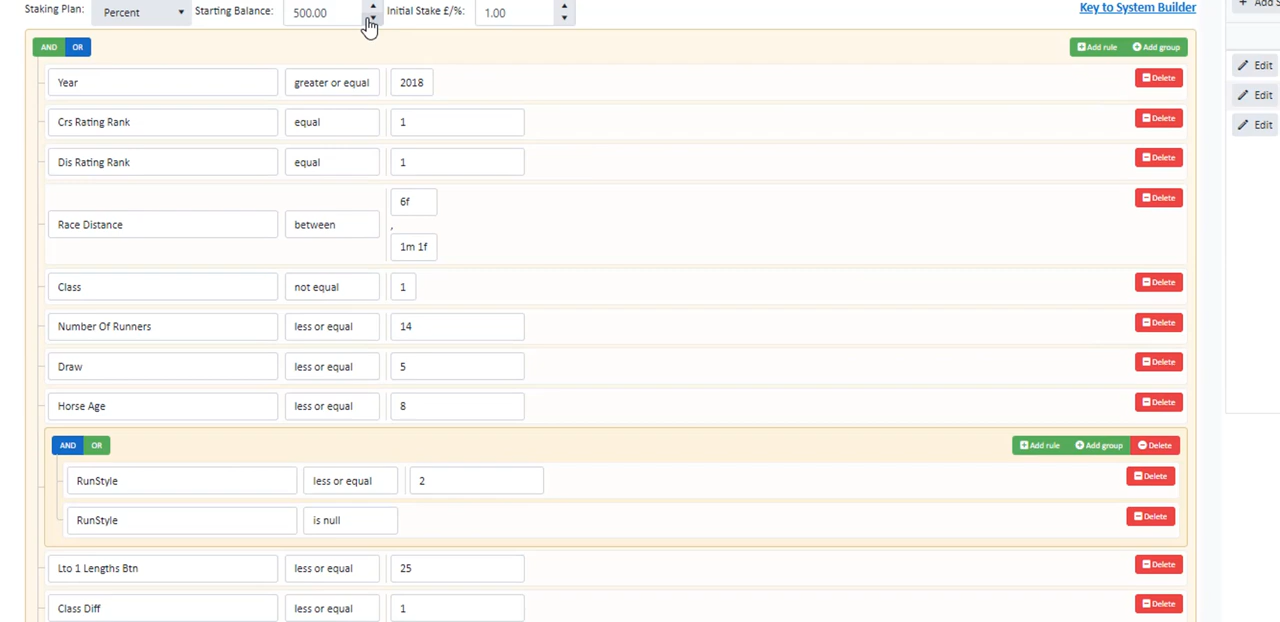 Staking Plan: Percent Starting Balance: 500.00 Initial Stake £/%: 1.00 Key to System Builder
AND OR Add rule Add group
Year greater or equal 2018 Delete
Edit
Crs Rating Rank equal 1 Delete
Edit
Edit
Dis Rating Rank equal 1 Delete
6f Delete
Race Distance between ,
1m 1f
Class not equal 1 Delete
Number Of Runners less or equal 14 Delete
Draw less or equal 5 Delete
Horse Age less or equal 8 Delete
AND OR Add rule Add group Delete
RunStyle less or equal 2 Delete
RunStyle is null Delete
Lto 1 Lengths Btn less or equal 25 Delete
Class Diff less or equal 1 Delete